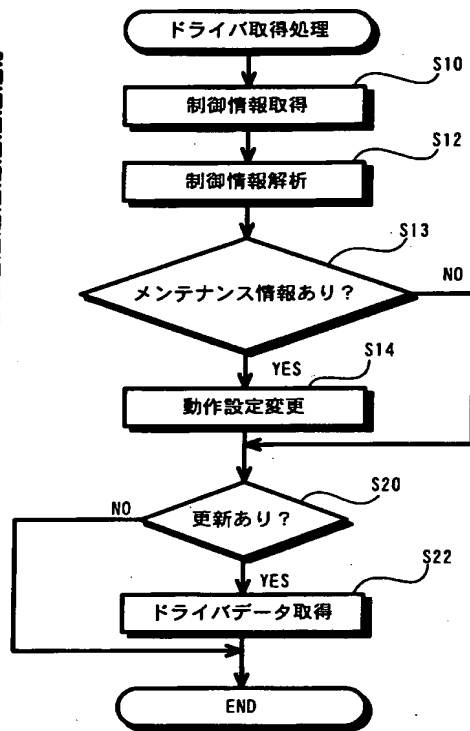 ドライバ取得処理
S10
制御情報取得
S12
制御情報解析
S13
メンテナンス情報あり？
NO
YES
S14
動作設定変更
S20
NO
更新あり？
YES
S22
ドライバデータ取得
END